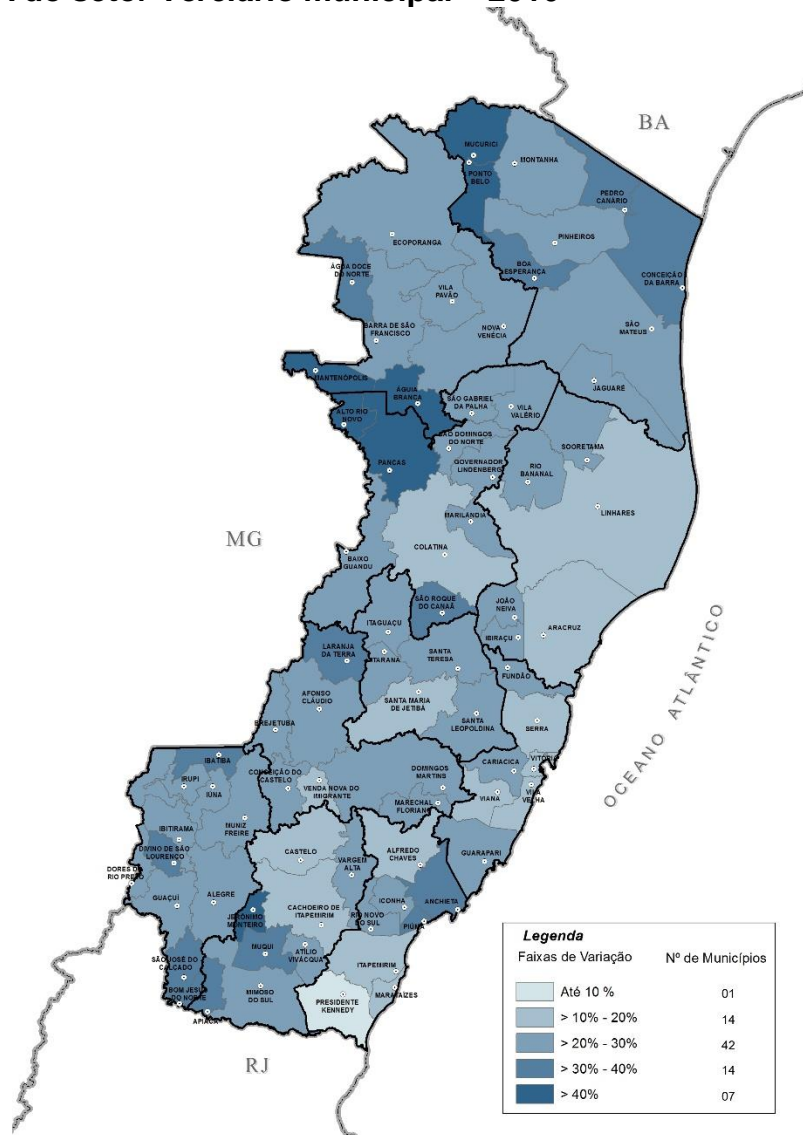 BA
MUCURICI
MONTANHA
PONTO
BELO
PEDRO
CANÁRIO
PINHEIROS
ECOPORANGA
BOA
ESPERANÇA
CONCEIÇÃO
DA BARRA
ÁGUA DOCE
DO NORTE
VILA
PAVÃO
BARRA DE SÃO
FRANCISCO
NOVA
VENÉCIA
SÃO
MATEUS
MANTENÓPOLIS
ÁGUIA
BRANCA
JAGUARÉ
SÃO GABRIEL
DA PALHA
VILA
VALÉRIO
ALTO RIO
NOVO
SÃO DOMINGOS
DO NORTE
SOORETAMA
PANCAS
GOVERNADOR
LINDENBERG
RIO
BANANAL
LINHARES
MARILÂNDIA
MG
COLATINA
BAIXO
GUANDU
SÃO ROQUE
DO CANAÃ
JOÃO
NEIVA
ITAGUAÇU
ARACRUZ
IBIRAÇU
LARANJA
DA TERRA
ITARANA
SANTA
TERESA
FUNDÃO
OCEANO ATLÂNTICO
AFONSO
CLÁUDIO
SANTA MARIA
DE JETIBÁ
SANTA
LEOPOLDINA
SERRA
BREJETUBA
IBATIBA
CARIACICA
VITÓRIA
IRUPI
IÚNA
CONCEIÇÃO DO
CASTELO
VENDA NOVA DO
IMIGRANTE
DOMINGOS
MARTINS
VIANA
VILA
VELHA
MARECHAL
FLORIANO
MUNIZ
FREIRE
IBITIRAMA
DIVINO DE SÃO
LOURENÇO
CASTELO
ALFREDO
CHAVES
GUARAPARI
DORES DO
RIO PRETO
VARGEM
ALTA
GUAÇUÍ
ALEGRE
ICONHA
ANCHIETA
JERÔNIMO
MONTEIRO
CACHOEIRO DE
ITAPEMIRIM
RIO NOVO
DO SUL
PIÚMA
MUQUI
ATÍLIO
VIVÁCQUA
SÃO JOSÉ DO
CALÇADO
ITAPEMIRIM
BOM JESUS
DO NORTE
MIMOSO
DO SUL
PRESIDENTE
KENNEDY
MARATAÍZES
APIACÁ
RJ
Legenda
Faixas de Variação Nº de Municípios
Até 10 % 01
> 10% - 20% 14
> 20% - 30% 42
> 30% - 40% 14
> 40% 07